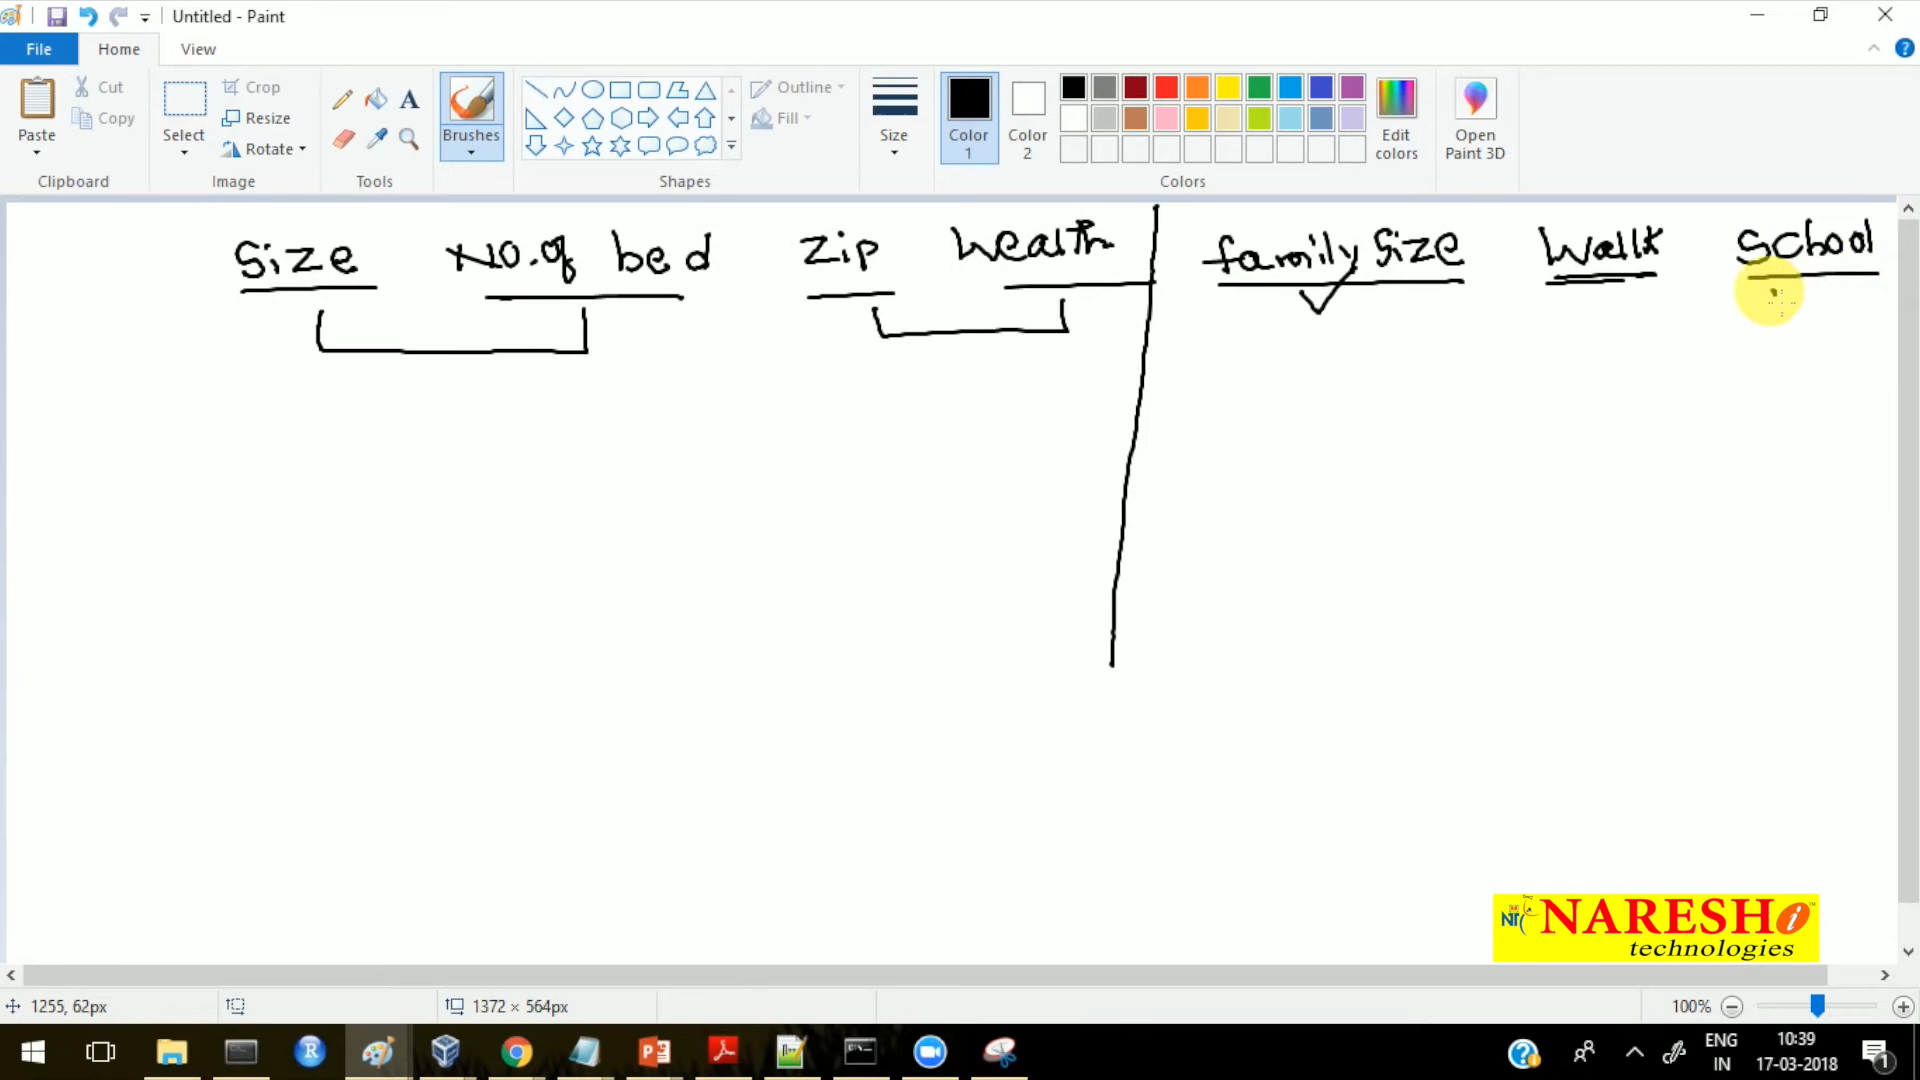 Untitled - Paint
File Home View
Paste Cut Copy Select Crop Resize Rotate Brushes Outline Fill Size Color 1 Color 2 Edit colors Open Paint 3D
Clipboard Image Tools Shapes Colors
Size No. of bed Zip wealth family Size Walk School
NARESH i technologies
1255, 62px 1372 × 564px 100%
ENG IN 10:39 17-03-2018 1